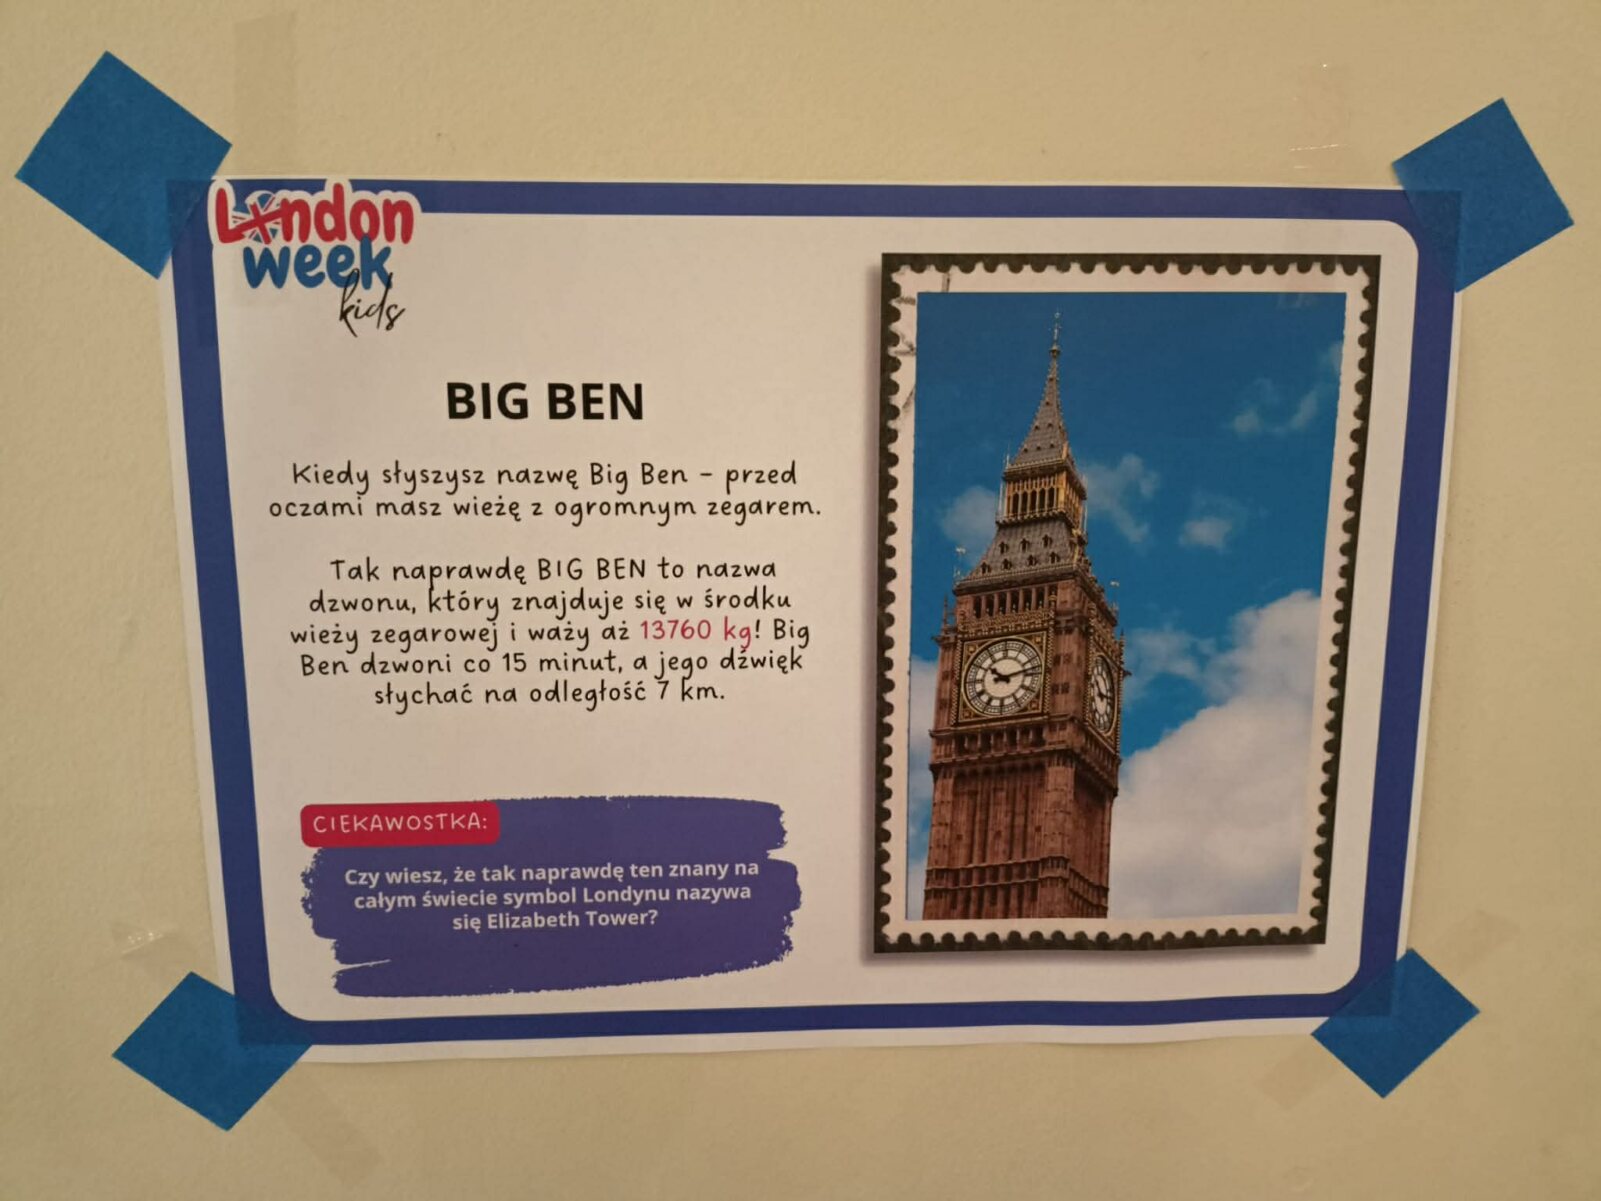 London
week
kids
BIG BEN
Kiedy słyszysz nazwę Big Ben – przed
oczami masz wieżę z ogromnym zegarem.
Tak naprawdę BIG BEN to nazwa
dzwonu, który znajduje się w środku
wieży zegarowej i waży aż 13760 kg! Big
Ben dzwoni co 15 minut, a jego dźwięk
słychać na odległość 7 km.
CIEKAWOSTKA:
Czy wiesz, że tak naprawdę ten znany na
całym świecie symbol Londynu nazywa
się Elizabeth Tower?